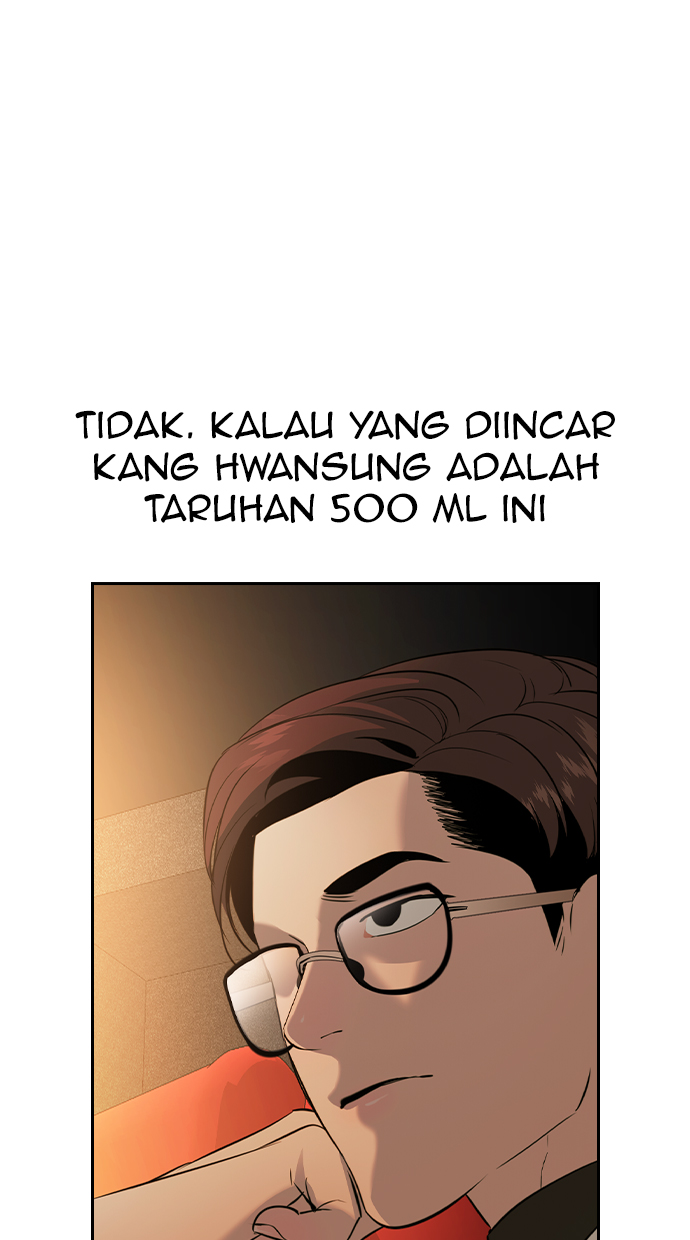 TIDAK. KALAU YANG DIINCAR
KANG HWANSUNG ADALAH
TARUHAN 500 ML INI